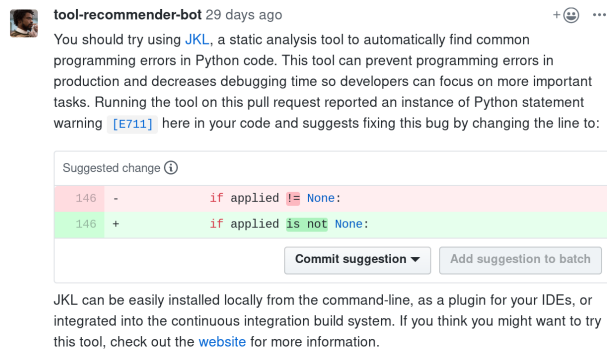 tool-recommender-bot 29 days ago
You should try using JKL, a static analysis tool to automatically find common
programming errors in Python code. This tool can prevent programming errors in
production and decreases debugging time so developers can focus on more important
tasks. Running the tool on this pull request reported an instance of Python statement
warning [E711] here in your code and suggests fixing this bug by changing the line to:
Suggested change
146 - if applied != None:
146 + if applied is not None:
Commit suggestion Add suggestion to batch
JKL can be easily installed locally from the command-line, as a plugin for your IDEs, or
integrated into the continuous integration build system. If you think you might want to try
this tool, check out the website for more information.